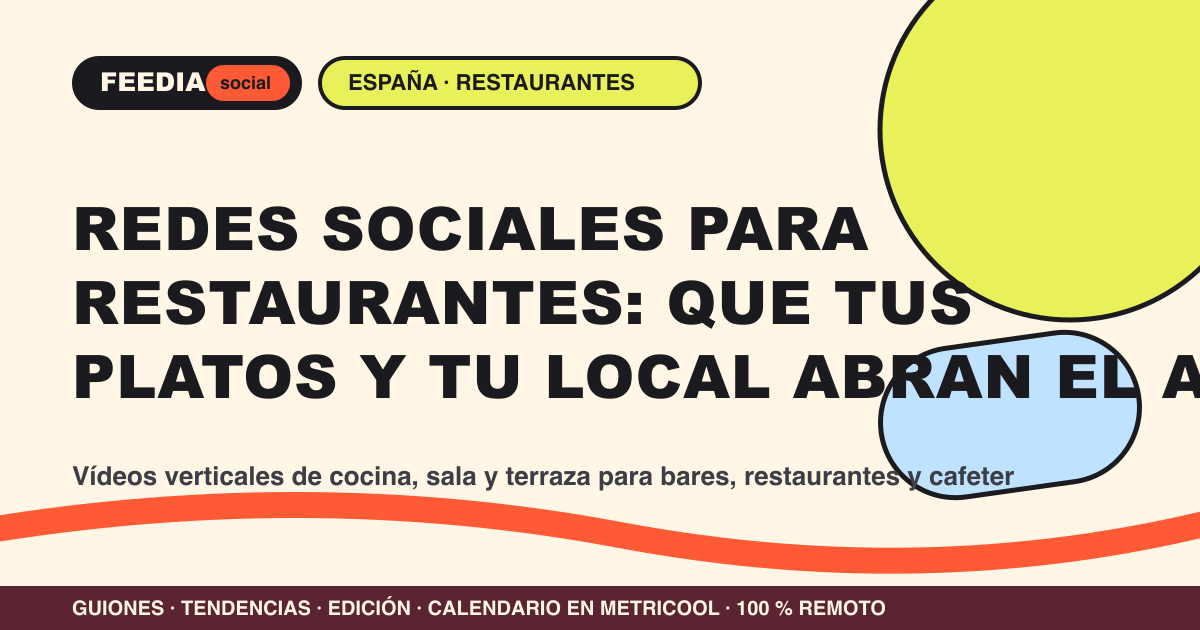 FEEDIA social
ESPAÑA · RESTAURANTES
REDES SOCIALES PARA
RESTAURANTES: QUE TUS
PLATOS Y TU LOCAL ABRAN EL A
Vídeos verticales de cocina, sala y terraza para bares, restaurantes y cafeter
GUIONES · TENDENCIAS · EDICIÓN · CALENDARIO EN METRICOOL · 100 % REMOTO